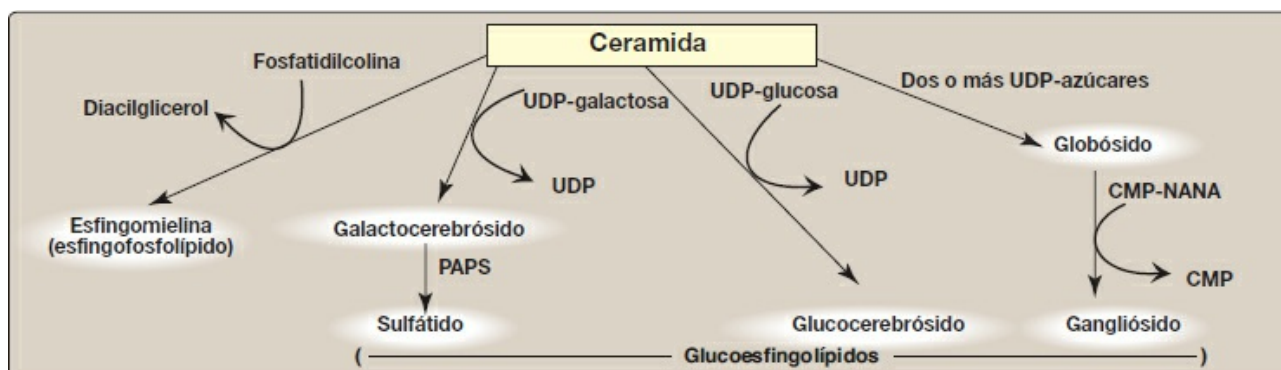 Ceramida
Fosfatidilcolina
Diacilglicerol
Esfingomielina
(esfingofosfolípido)
UDP-galactosa
UDP
Galactocerebrósido
PAPS
Sulfátido
UDP-glucosa
UDP
Glucocerebrósido
Dos o más UDP-azúcares
Globósido
CMP-NANA
CMP
Gangliósido
( Glucoesfingolípidos )